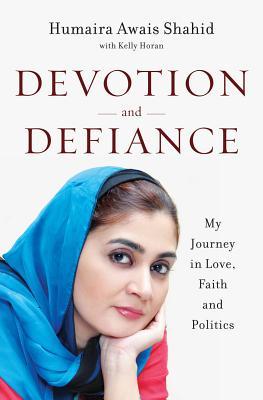 Humaira Awais Shahid
with Kelly Horan
DEVOTION
and
DEFIANCE
My
Journey
in Love,
Faith and
Politics